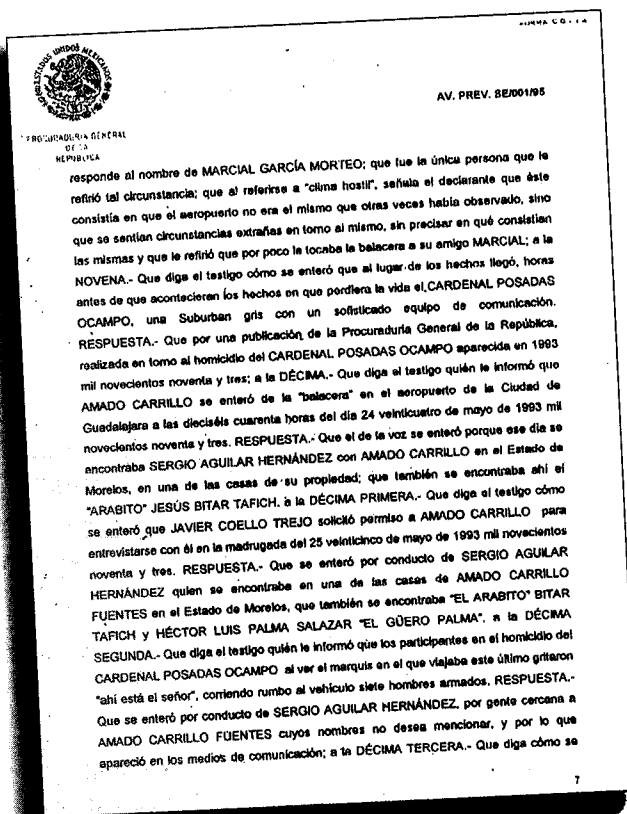 ESTADOS UNIDOS MEXICANOS
AV. PREV. SE/001/95
PROCURADURIA GENERAL
DE LA
REPUBLICA
responde al nombre de MARCIAL GARCÍA MORTEO; que fue la única persona que le
refirió tal circunstancia; que al referirse a "clima hostil", señala el declarante que éste
consistía en que el aeropuerto no era el mismo que otras veces había observado, sino
que se sentían circunstancias extrañas en torno al mismo, sin precisar en qué consistían
las mismas y que le refirió que por poco le tocaba la balacera a su amigo MARCIAL; a la
NOVENA.- Que diga el testigo cómo se enteró que al lugar de los hechos llegó, horas
antes de que acontecieran los hechos en que perdiera la vida el CARDENAL POSADAS
OCAMPO, una Suburban gris con un sofisticado equipo de comunicación.
RESPUESTA.- Que por una publicación de la Procuraduría General de la República,
realizada en torno al homicidio del CARDENAL POSADAS OCAMPO aparecida en 1993
mil novecientos noventa y tres; a la DÉCIMA.- Que diga el testigo quién le informó que
AMADO CARRILLO se enteró de la "balacera" en el aeropuerto de la Ciudad de
Guadalajara a las dieciséis cuarenta horas del día 24 veinticuatro de mayo de 1993 mil
novecientos noventa y tres. RESPUESTA.- Que el de la voz se enteró porque ese día se
encontraba SERGIO AGUILAR HERNÁNDEZ con AMADO CARRILLO en el Estado de
Morelos, en una de las casas de su propiedad; que también se encontraba ahí el
"ARABITO" JESÚS BITAR TAFICH. a la DÉCIMA PRIMERA.- Que diga el testigo cómo
se enteró que JAVIER COELLO TREJO solicitó permiso a AMADO CARRILLO para
entrevistarse con él en la madrugada del 25 veinticinco de mayo de 1993 mil novecientos
noventa y tres. RESPUESTA.- Que se enteró por conducto de SERGIO AGUILAR
HERNÁNDEZ quien se encontraba en una de las casas de AMADO CARRILLO
FUENTES en el Estado de Morelos, que también se encontraba "EL ARABITO" BITAR
TAFICH y HÉCTOR LUIS PALMA SALAZAR "EL GÜERO PALMA". a la DÉCIMA
SEGUNDA.- Que diga el testigo quién le informó que los participantes en el homicidio del
CARDENAL POSADAS OCAMPO al ver el marquis en el que viajaba este último gritaron
"ahí está el señor", corriendo rumbo al vehículo siete hombres armados. RESPUESTA.-
Que se enteró por conducto de SERGIO AGUILAR HERNÁNDEZ, por gente cercana a
AMADO CARRILLO FUENTES cuyos nombres no desea mencionar, y por lo que
apareció en los medios de comunicación; a la DÉCIMA TERCERA.- Que diga cómo se
7